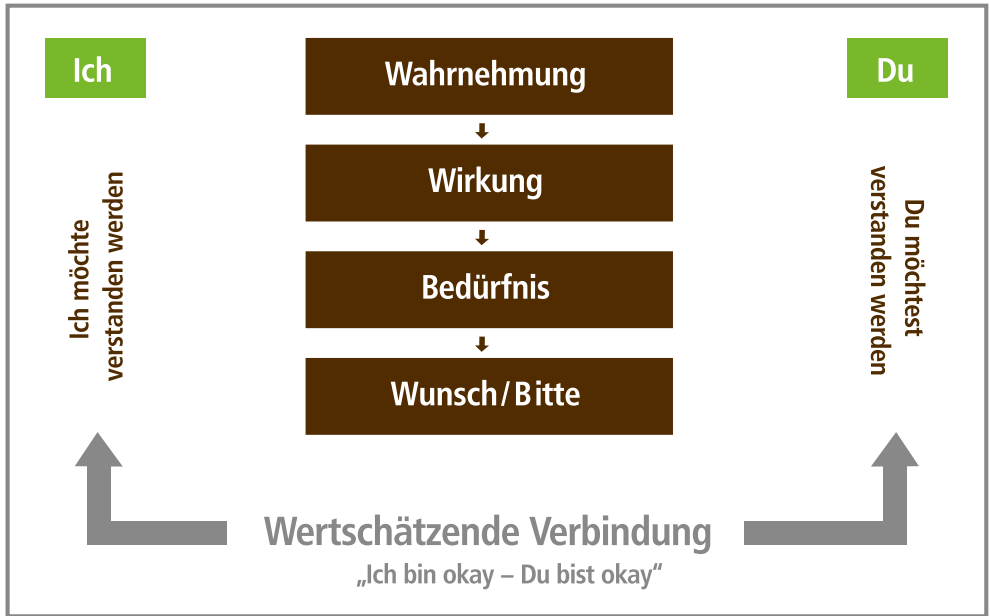 Ich
Wahrnehmung
Du
Wirkung
Bedürfnis
Wunsch/Bitte
Ich möchte
verstanden werden
Du möchtest
verstanden werden
Wertschätzende Verbindung
„Ich bin okay – Du bist okay“